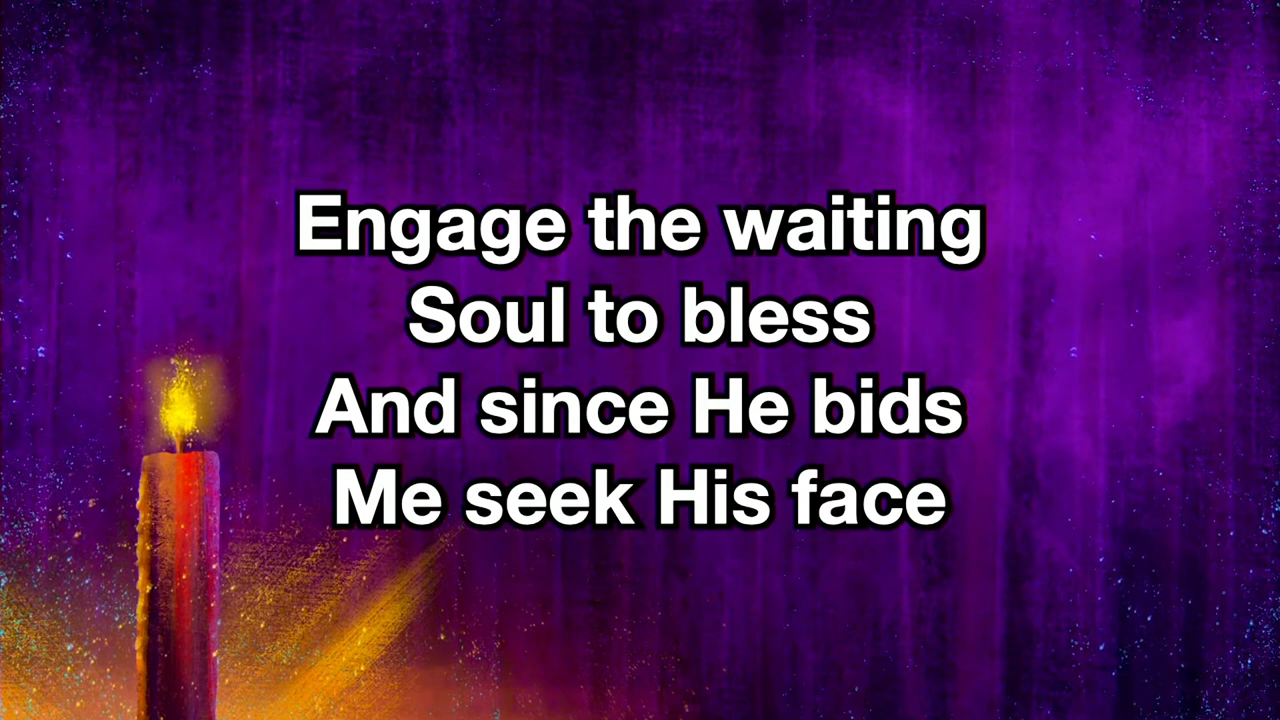 Engage the waiting
Soul to bless
And since He bids
Me seek His face